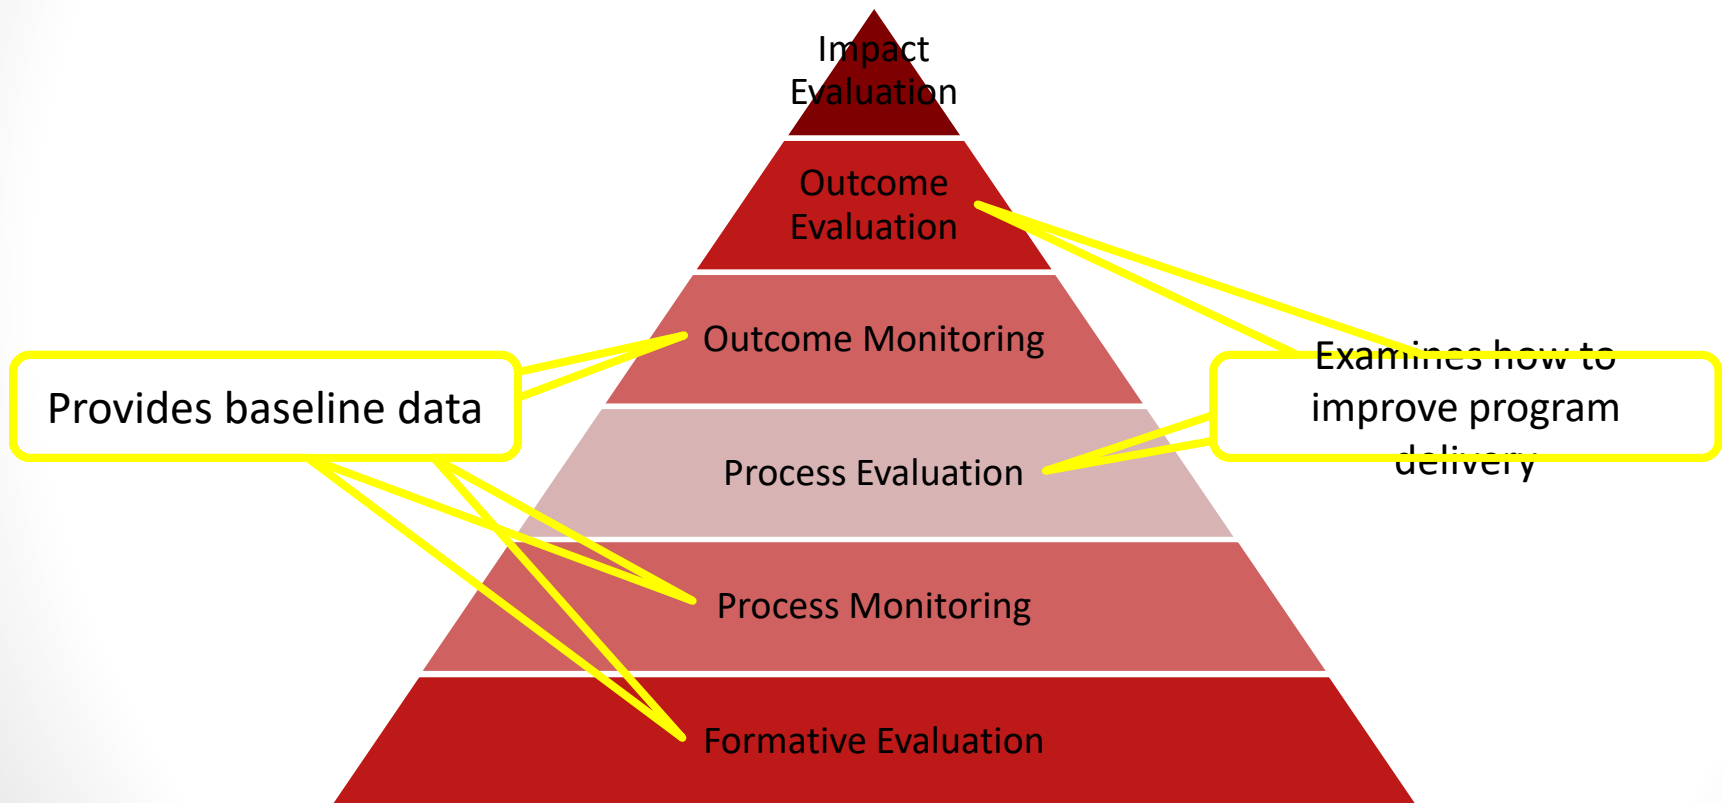 Impact
Evaluation
Outcome
Evaluation
Outcome Monitoring
Provides baseline data
Examines how to
improve program
delivery
Process Evaluation
Process Monitoring
Formative Evaluation